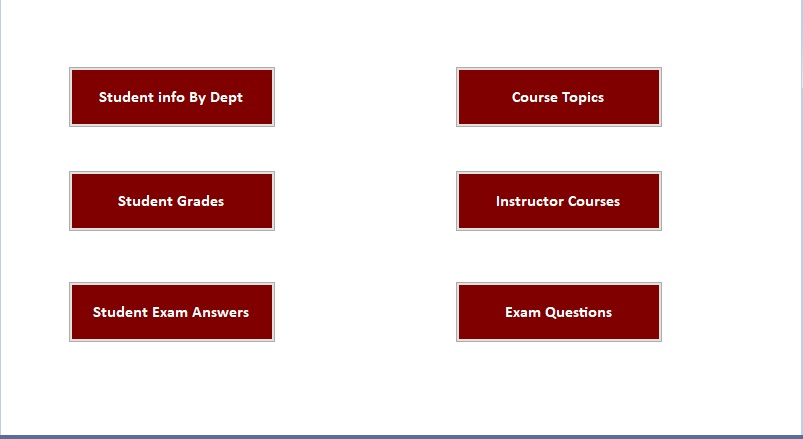 Student info By Dept
Course Topics
Student Grades
Instructor Courses
Student Exam Answers
Exam Questions